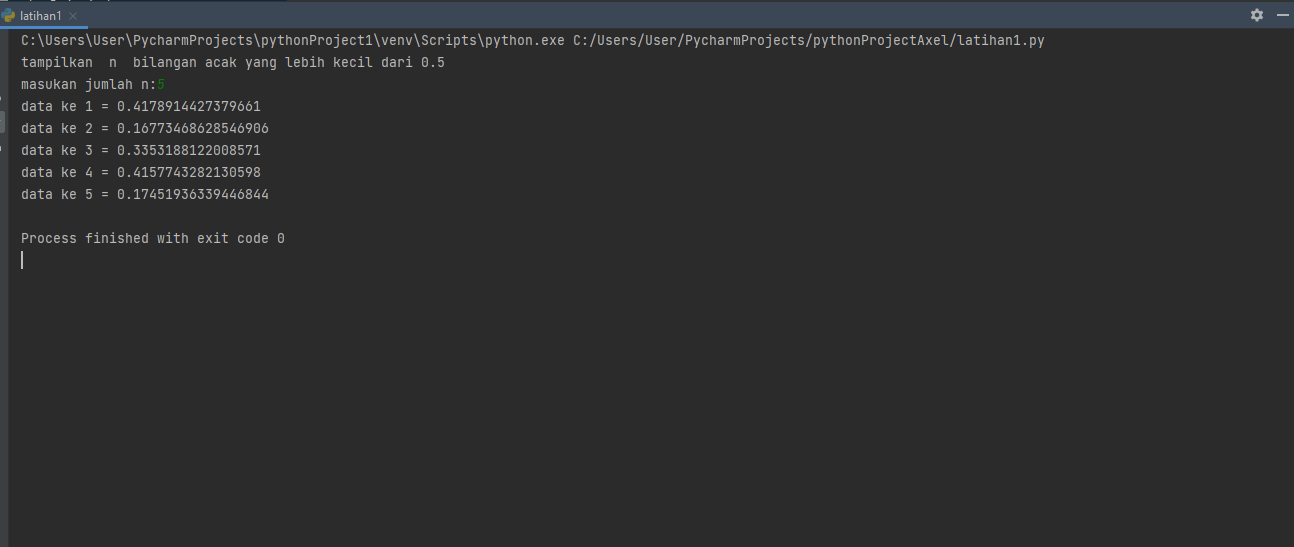 latihan1
C:\Users\User\PycharmProjects\pythonProject1\venv\Scripts\python.exe C:/Users/User/PycharmProjects/pythonProjectAxel/latihan1.py
tampilkan  n  bilangan acak yang lebih kecil dari 0.5
masukan jumlah n:5
data ke 1 = 0.4178914427379661
data ke 2 = 0.16773468628546906
data ke 3 = 0.3353188122008571
data ke 4 = 0.4157743282130598
data ke 5 = 0.17451936339446844
Process finished with exit code 0